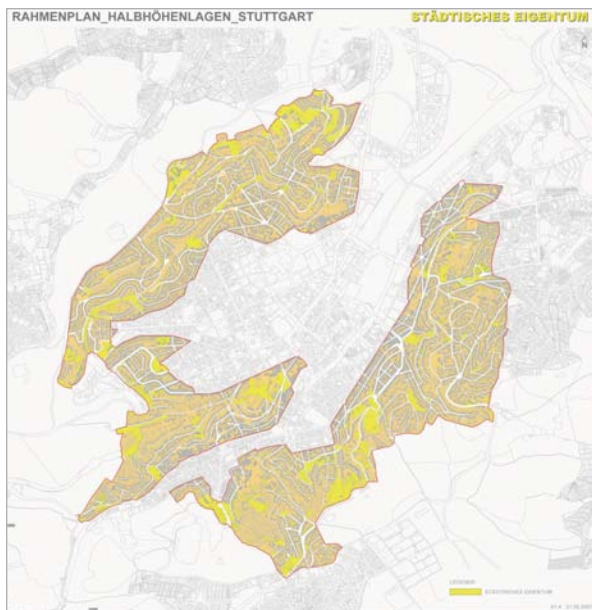 RAHMENPLAN_HALBHÖHENLAGEN_STUTTGART
STÄDTISCHES EIGENTUM
N
LEGENDE
STÄDTISCHES EIGENTUM